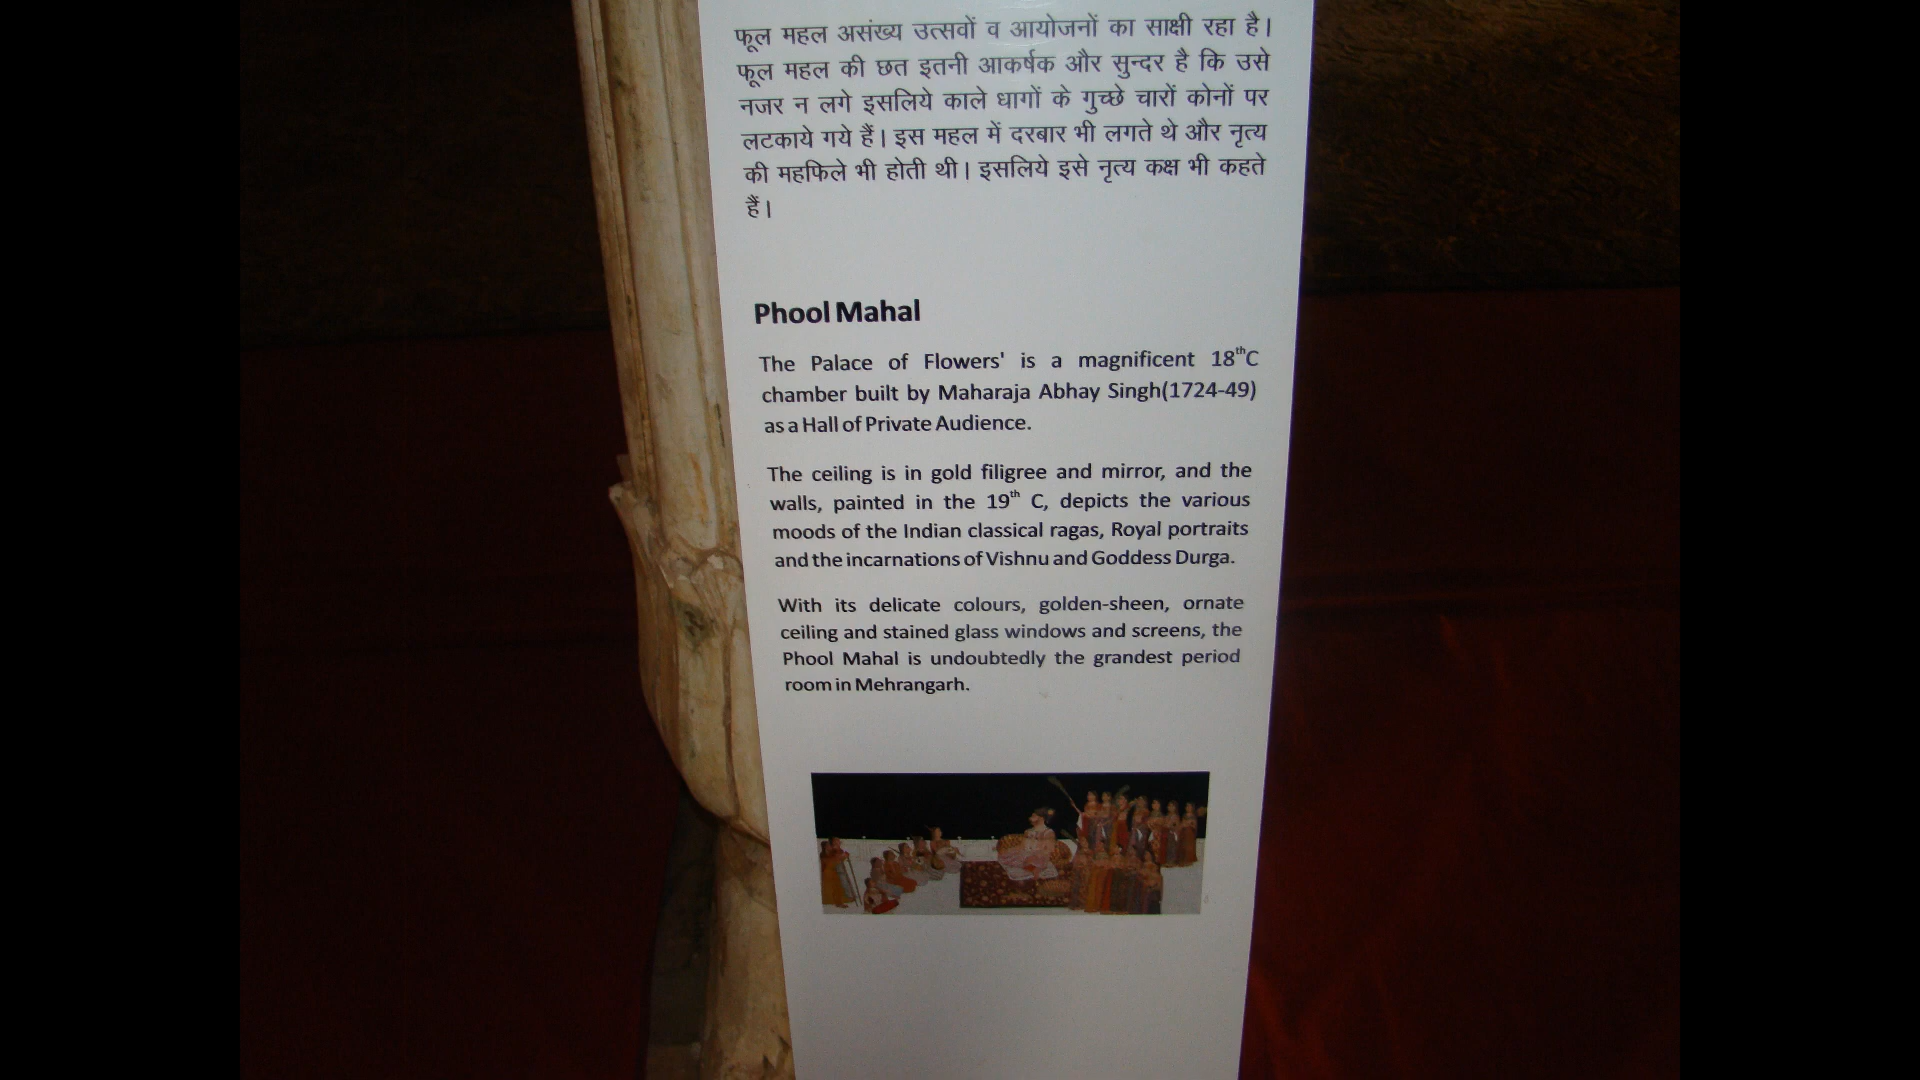 फूल महल असंख्य उत्सवों व आयोजनों का साक्षी रहा है।
फूल महल की छत इतनी आकर्षक और सुन्दर है कि उसे
नजर न लगे इसलिये काले धागों के गुच्छे चारों कोनों पर
लटकाये गये हैं। इस महल में दरबार भी लगते थे और नृत्य
की महफिले भी होती थी। इसलिये इसे नृत्य कक्ष भी कहते
हैं।
Phool Mahal
The Palace of Flowers' is a magnificent 18thC
chamber built by Maharaja Abhay Singh(1724-49)
as a Hall of Private Audience.
The ceiling is in gold filigree and mirror, and the
walls, painted in the 19th C, depicts the various
moods of the Indian classical ragas, Royal portraits
and the incarnations of Vishnu and Goddess Durga.
With its delicate colours, golden-sheen, ornate
ceiling and stained glass windows and screens, the
Phool Mahal is undoubtedly the grandest period
room in Mehrangarh.